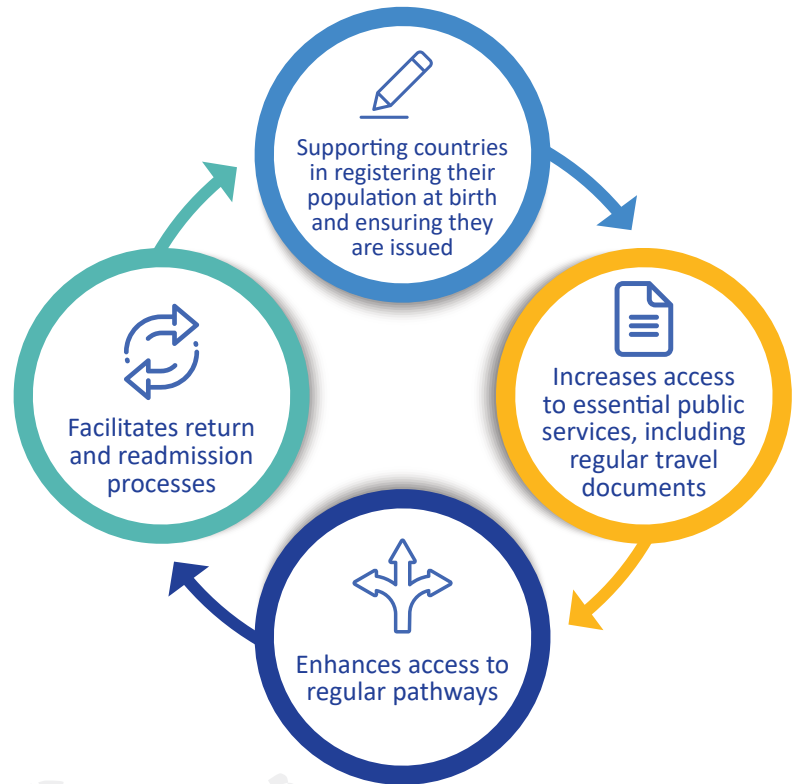 Supporting countries
in registering their
population at birth
and ensuring they
are issued
Increases access
to essential public
services, including
regular travel
documents
Enhances access to
regular pathways
Facilitates return
and readmission
processes